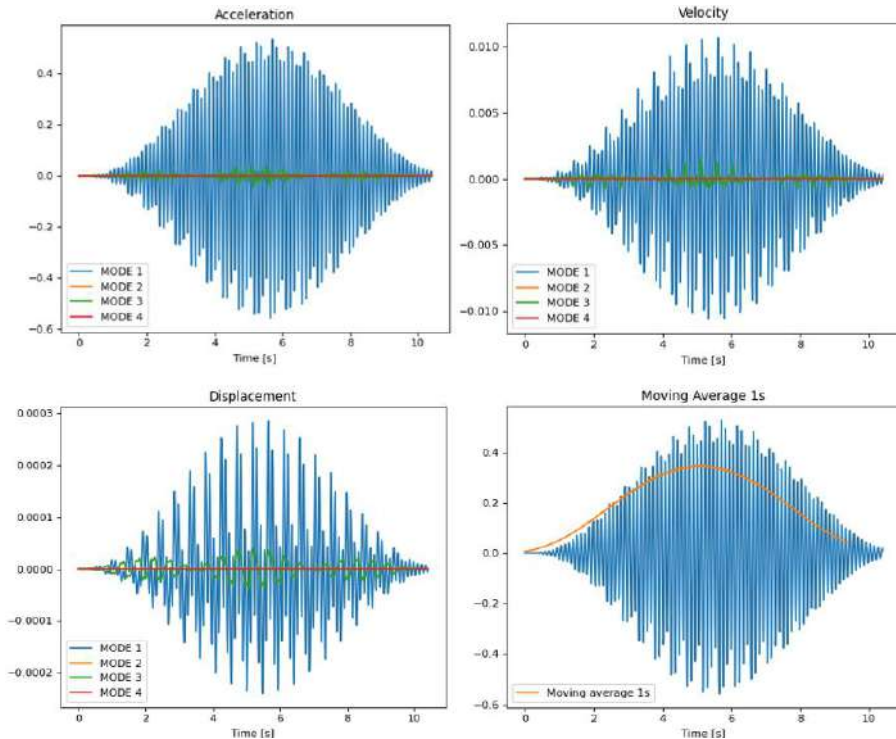 Acceleration
0.4
0.2
0.0
−0.2
−0.4
−0.6
MODE 1
MODE 2
MODE 3
MODE 4
0 2 4 6 8 10
Time [s]
Velocity
0.010
0.005
0.000
−0.005
−0.010
MODE 1
MODE 2
MODE 3
MODE 4
0 2 4 6 8 10
Time [s]
Displacement
0.0003
0.0002
0.0001
0.0000
−0.0001
−0.0002
MODE 1
MODE 2
MODE 3
MODE 4
0 2 4 6 8 10
Time [s]
Moving Average 1s
0.4
0.2
0.0
−0.2
−0.4
−0.6
Moving average 1s
0 2 4 6 8 10
Time [s]